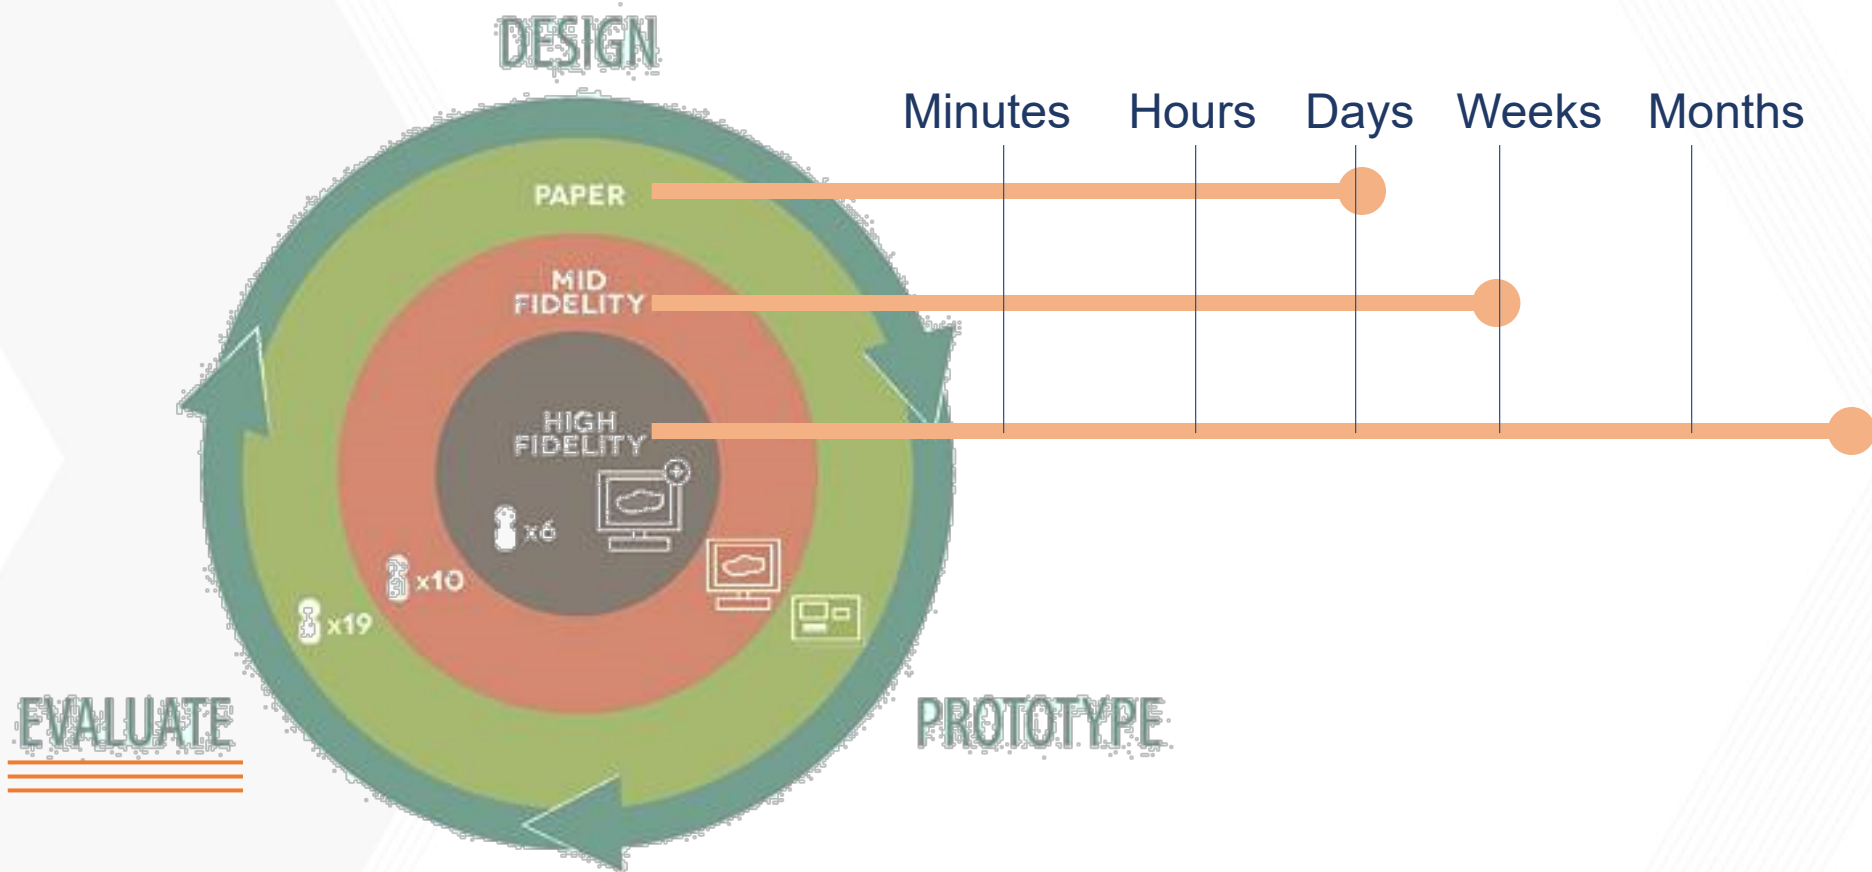 DESIGN
Minutes Hours Days Weeks Months
PAPER
MID
FIDELITY
HIGH
FIDELITY
x6
x10
x19
EVALUATE
PROTOTYPE